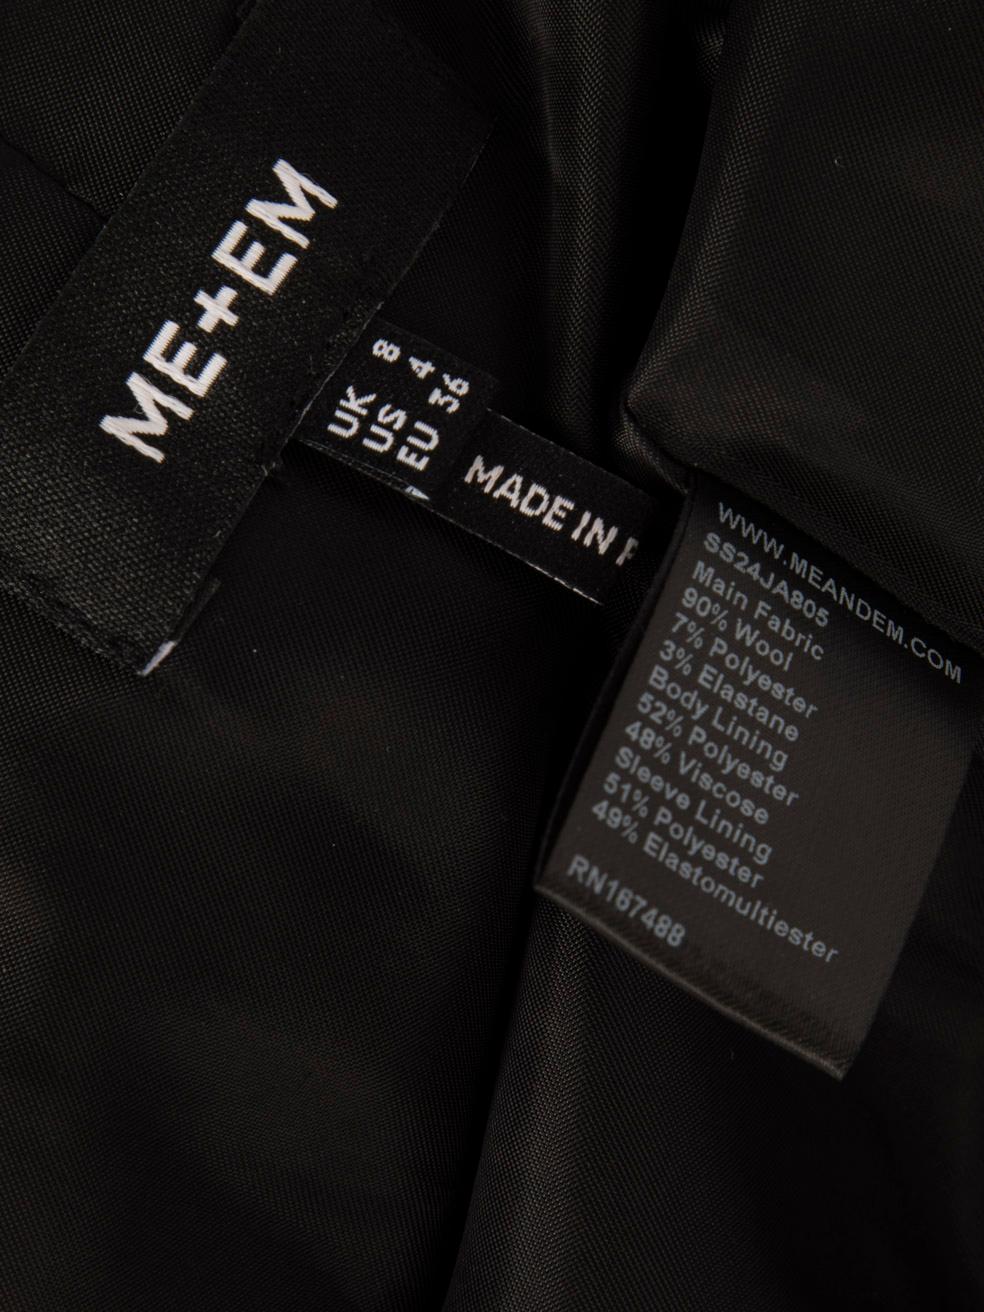 ME+EM
UK 8
US 4
EU 36
MADE IN
WWW.MEANDEM.COM
SS24JA805
Main Fabric
90% Wool
7% Polyester
3% Elastane
Body Lining
52% Polyester
48% Viscose
Sleeve Lining
51% Polyester
49% Elastomultiester
RN167488